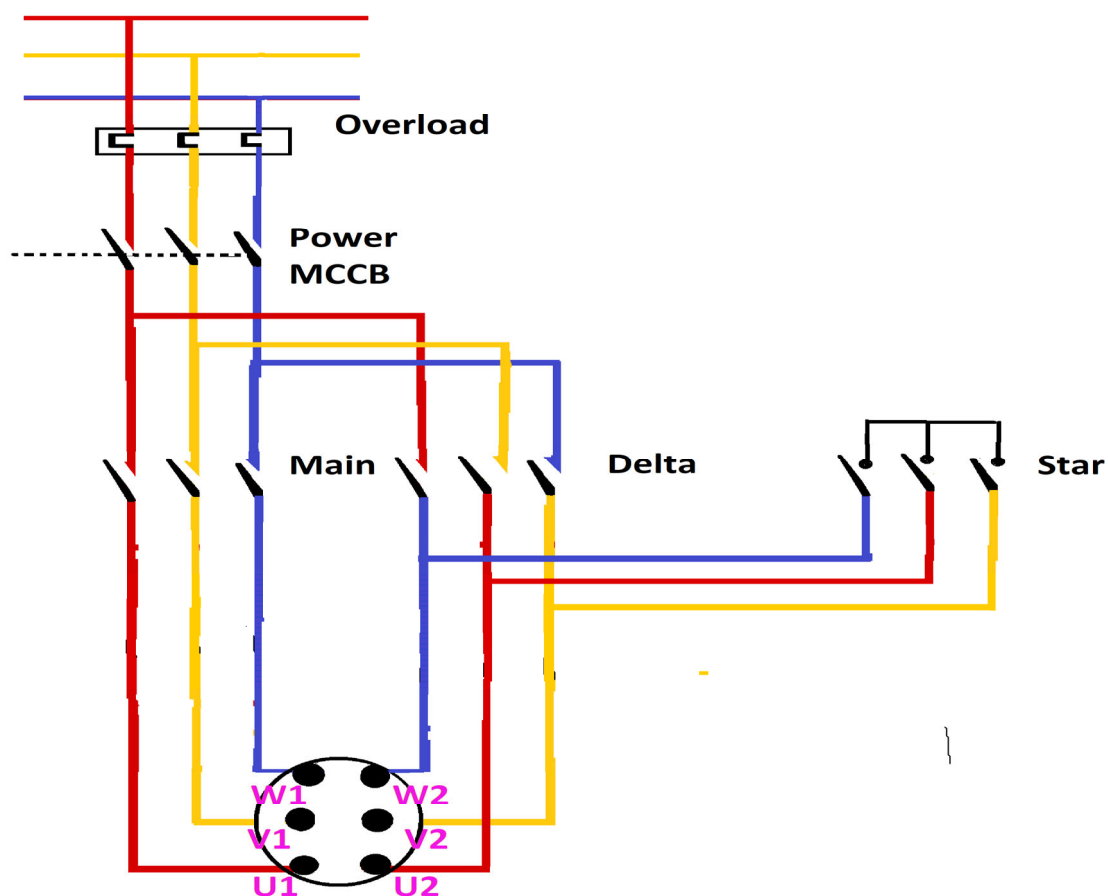 Overload
Power
MCCB
Main
Delta
Star
W1
W2
V1
V2
U1
U2